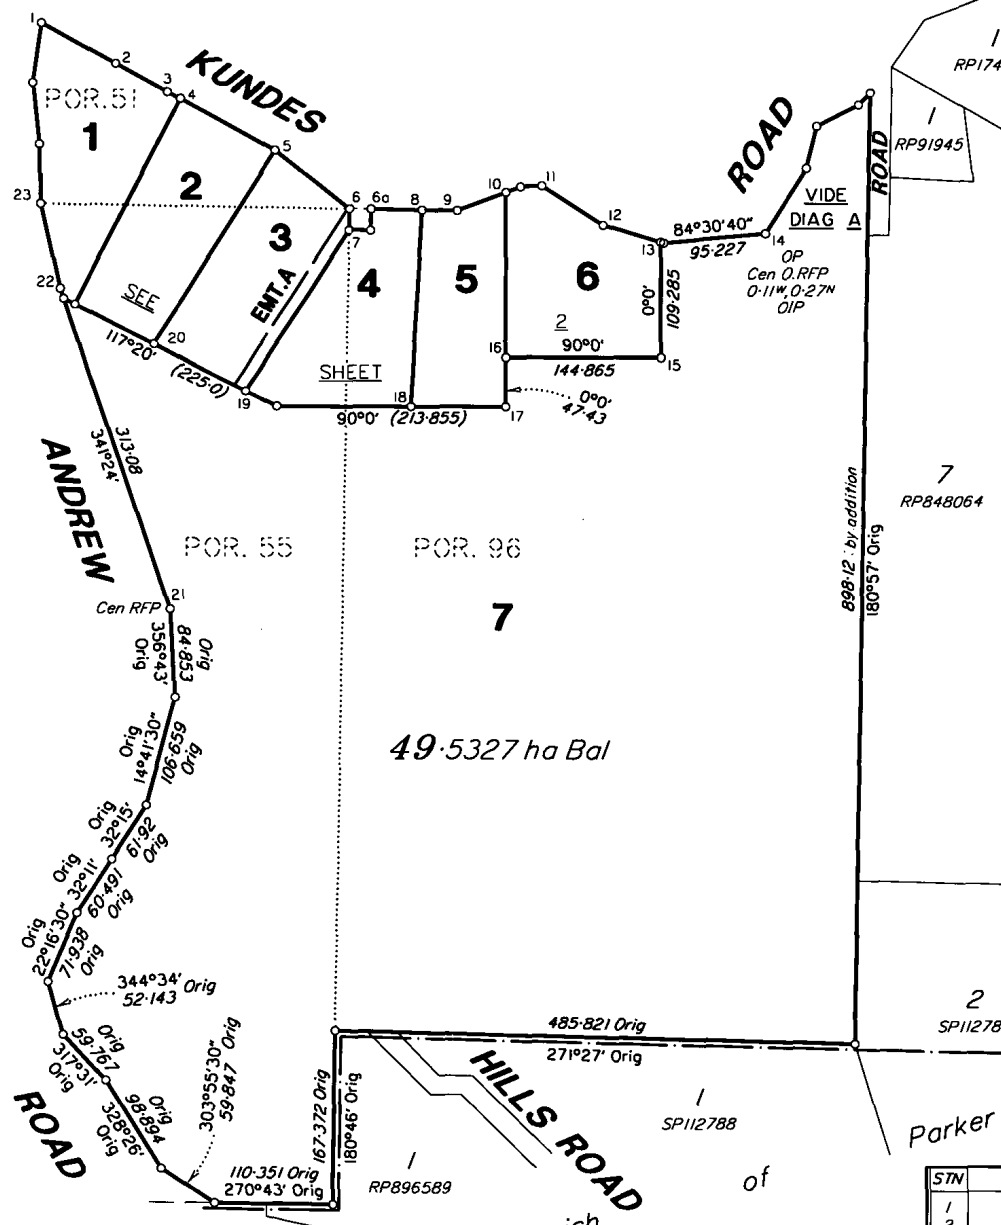 1
2
3
4
KUNDES
POR.51
1
2
5
ROAD
ROAD
1
RP174
1
RP91945
23
6
6a
8
9
10
11
12
VIDE
DIAG A
3
7
4
5
6
13
84°30'40"
95·227
14
OP
Cen O.RFP
0·11ᵂ, 0·27ᴺ
OIP
EMT.A
0°0'
109·285
22
SEE
2
20
117°20'
(225·0)
SHEET
16
90°0'
144·865
15
19
18
90°0' (213·855)
17
0°0'
47·43
313·08
341°24'
ANDREW
POR. 55
POR. 96
7
RP848064
898·12 by addition
180°57' Orig
Cen RFP
21
7
Orig
84·853
356°43'
Orig
49·5327 ha Bal
Orig
14°41'30"
106·659
Orig
Orig
32°15'
61·92
Orig
Orig
32°11'
60·491
Orig
Orig
22°16'30"
71·938
Orig
344°34' Orig
52·143
2
SP11278
Orig
59·767
317°31'
Orig
303°55'30" Orig
59·847
485·821 Orig
271°27' Orig
HILLS ROAD
1
SP112788
Parker
ROAD
Orig
98·894
328°26'
Orig
167·372 Orig
180°46' Orig
110·351 Orig
270°43' Orig
1
RP896589
of
STN
1